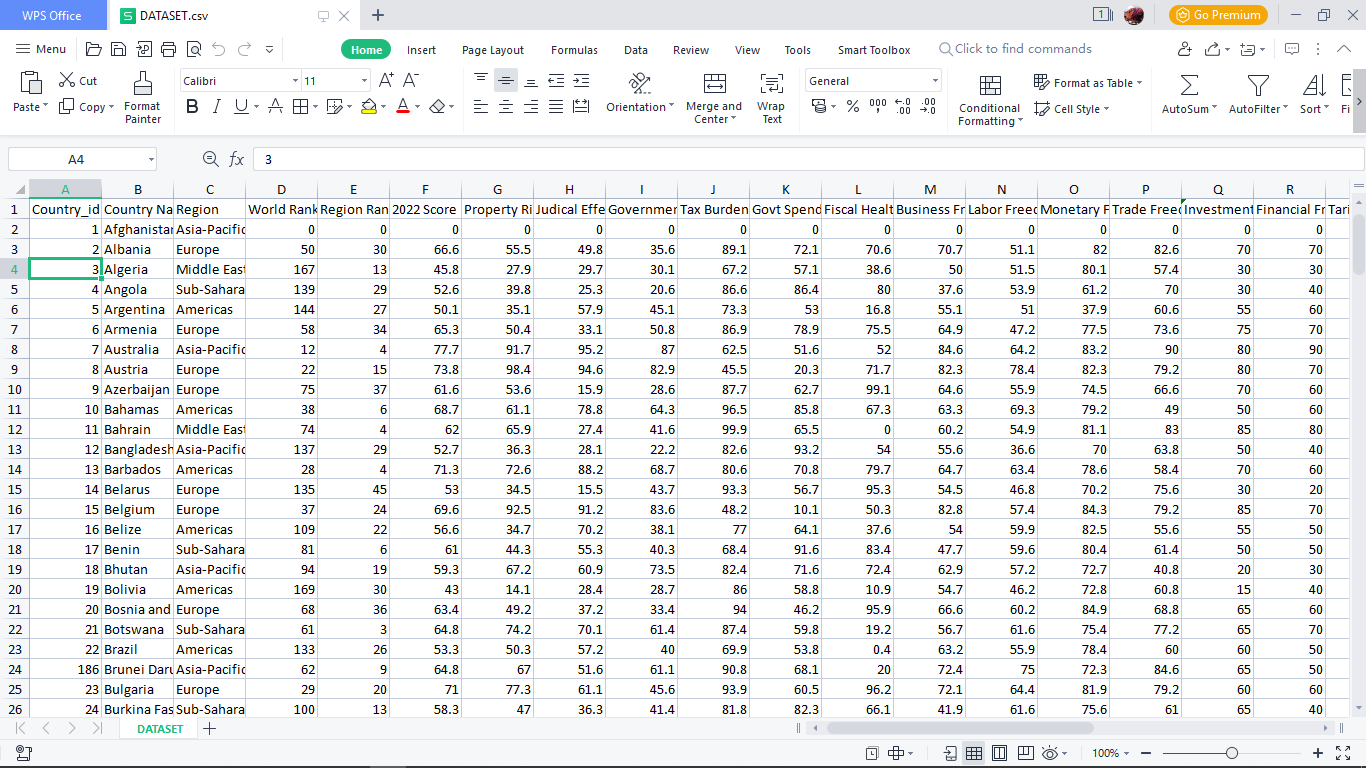 WPS Office DATASET.csv 1 Go Premium
Menu Home Insert Page Layout Formulas Data Review View Tools Smart Toolbox Click to find commands
Cut Calibri 11 A+ A- General Format as Table
Paste Copy Format Painter B I U A A Orientation Merge and Center Wrap Text Conditional Formatting Cell Style AutoSum AutoFilter Sort Fi
A4 fx 3
A B C D E F G H I J K L M N O P Q R
1 Country_id Country Na Region World Rank Region Ran 2022 Score Property Ri Judical Effe Governmer Tax Burden Govt Spend Fiscal Healt Business Fr Labor Freed Monetary F Trade Freed Investment Financial Fr Tari
2 1 Afghanistan Asia-Pacific 0 0 0 0 0 0 0 0 0 0 0 0 0 0 0
3 2 Albania Europe 50 30 66.6 55.5 49.8 35.6 89.1 72.1 70.6 70.7 51.1 82 82.6 70 70
4 3 Algeria Middle East 167 13 45.8 27.9 29.7 30.1 67.2 57.1 38.6 50 51.5 80.1 57.4 30 30
5 4 Angola Sub-Sahara 139 29 52.6 39.8 25.3 20.6 86.6 86.4 80 37.6 53.9 61.2 70 30 40
6 5 Argentina Americas 144 27 50.1 35.1 57.9 45.1 73.3 53 16.8 55.1 51 37.9 60.6 55 60
7 6 Armenia Europe 58 34 65.3 50.4 33.1 50.8 86.9 78.9 75.5 64.9 47.2 77.5 73.6 75 70
8 7 Australia Asia-Pacific 12 4 77.7 91.7 95.2 87 62.5 51.6 52 84.6 64.2 83.2 90 80 90
9 8 Austria Europe 22 15 73.8 98.4 94.6 82.9 45.5 20.3 71.7 82.3 78.4 82.3 79.2 80 70
10 9 Azerbaijan Europe 75 37 61.6 53.6 15.9 28.6 87.7 62.7 99.1 64.6 55.9 74.5 66.6 70 60
11 10 Bahamas Americas 38 6 68.7 61.1 78.8 64.3 96.5 85.8 67.3 63.3 69.3 79.2 49 50 60
12 11 Bahrain Middle East 74 4 62 65.9 27.4 41.6 99.9 65.5 0 60.2 54.9 81.1 83 85 80
13 12 Bangladesh Asia-Pacific 137 29 52.7 36.3 28.1 22.2 82.6 93.2 54 55.6 36.6 70 63.8 50 40
14 13 Barbados Americas 28 4 71.3 72.6 88.2 68.7 80.6 70.8 79.7 64.7 63.4 78.6 58.4 70 60
15 14 Belarus Europe 135 45 53 34.5 15.5 43.7 93.3 56.7 95.3 54.5 46.8 70.2 75.6 30 20
16 15 Belgium Europe 37 24 69.6 92.5 91.2 83.6 48.2 10.1 50.3 82.8 57.4 84.3 79.2 85 70
17 16 Belize Americas 109 22 56.6 34.7 70.2 38.1 77 64.1 37.6 54 59.9 82.5 55.6 55 50
18 17 Benin Sub-Sahara 81 6 61 44.3 55.3 40.3 68.4 91.6 83.4 47.7 59.6 80.4 61.4 50 50
19 18 Bhutan Asia-Pacific 94 19 59.3 67.2 60.9 73.5 82.4 71.6 72.4 62.9 57.2 72.7 40.8 20 30
20 19 Bolivia Americas 169 30 43 14.1 28.4 28.7 86 58.8 10.9 54.7 46.2 72.8 60.8 15 40
21 20 Bosnia and Europe 68 36 63.4 49.2 37.2 33.4 94 46.2 95.9 66.6 60.2 84.9 68.8 65 60
22 21 Botswana Sub-Sahara 61 3 64.8 74.2 70.1 61.4 87.4 59.8 19.2 56.7 61.6 75.4 77.2 65 70
23 22 Brazil Americas 133 26 53.3 50.3 57.2 40 69.9 53.8 0.4 63.2 55.9 78.4 60 60 50
24 186 Brunei Daru Asia-Pacific 62 9 64.8 67 51.6 61.1 90.8 68.1 20 72.4 75 72.3 84.6 65 50
25 23 Bulgaria Europe 29 20 71 77.3 61.1 45.6 93.9 60.5 96.2 72.1 64.4 81.9 79.2 60 60
26 24 Burkina Fas Sub-Sahara 100 13 58.3 47 36.3 41.4 81.8 82.3 66.1 41.9 61.6 75.6 61 65 40
DATASET
100%